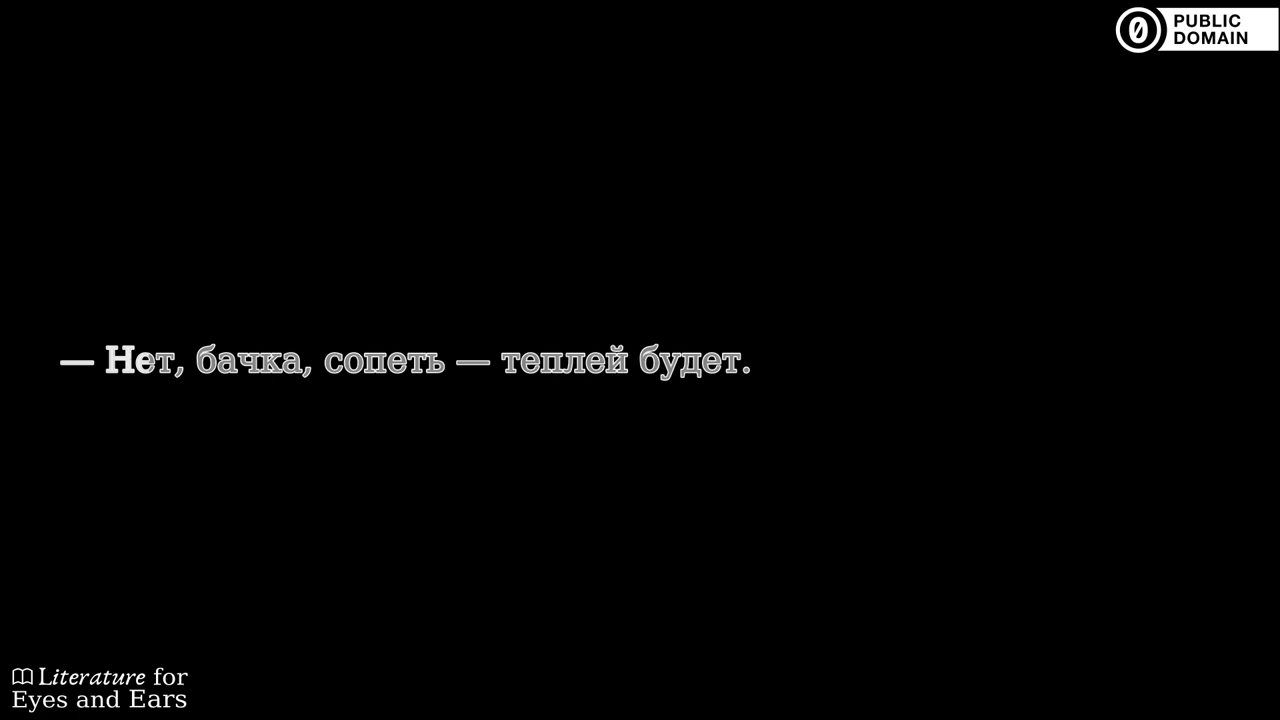 PUBLIC
DOMAIN
— Нет, бачка, сопеть — теплей будет.
Literature for
Eyes and Ears